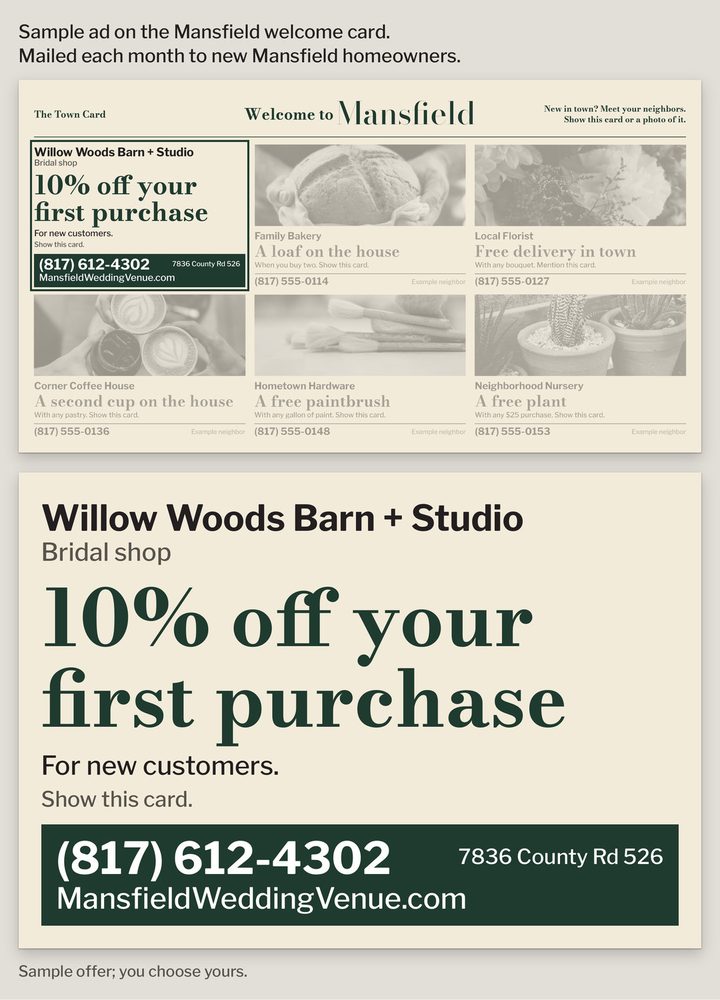 Sample ad on the Mansfield welcome card.
Mailed each month to new Mansfield homeowners.
The Town Card
Welcome to Mansfield
New in town? Meet your neighbors.
Show this card or a photo of it.
Willow Woods Barn + Studio
Bridal shop
10% off your
first purchase
For new customers.
Show this card.
(817) 612-4302
7836 County Rd 526
MansfieldWeddingVenue.com
Family Bakery
A loaf on the house
When you buy two. Show this card.
(817) 555-0114
Example neighbor
Local Florist
Free delivery in town
With any bouquet. Mention this card.
(817) 555-0127
Example neighbor
Corner Coffee House
A second cup on the house
With any pastry. Show this card.
(817) 555-0136
Example neighbor
Hometown Hardware
A free paintbrush
With any gallon of paint. Show this card.
(817) 555-0148
Example neighbor
Neighborhood Nursery
A free plant
With any $25 purchase. Show this card.
(817) 555-0153
Example neighbor
Willow Woods Barn + Studio
Bridal shop
10% off your
first purchase
For new customers.
Show this card.
(817) 612-4302
7836 County Rd 526
MansfieldWeddingVenue.com
Sample offer; you choose yours.